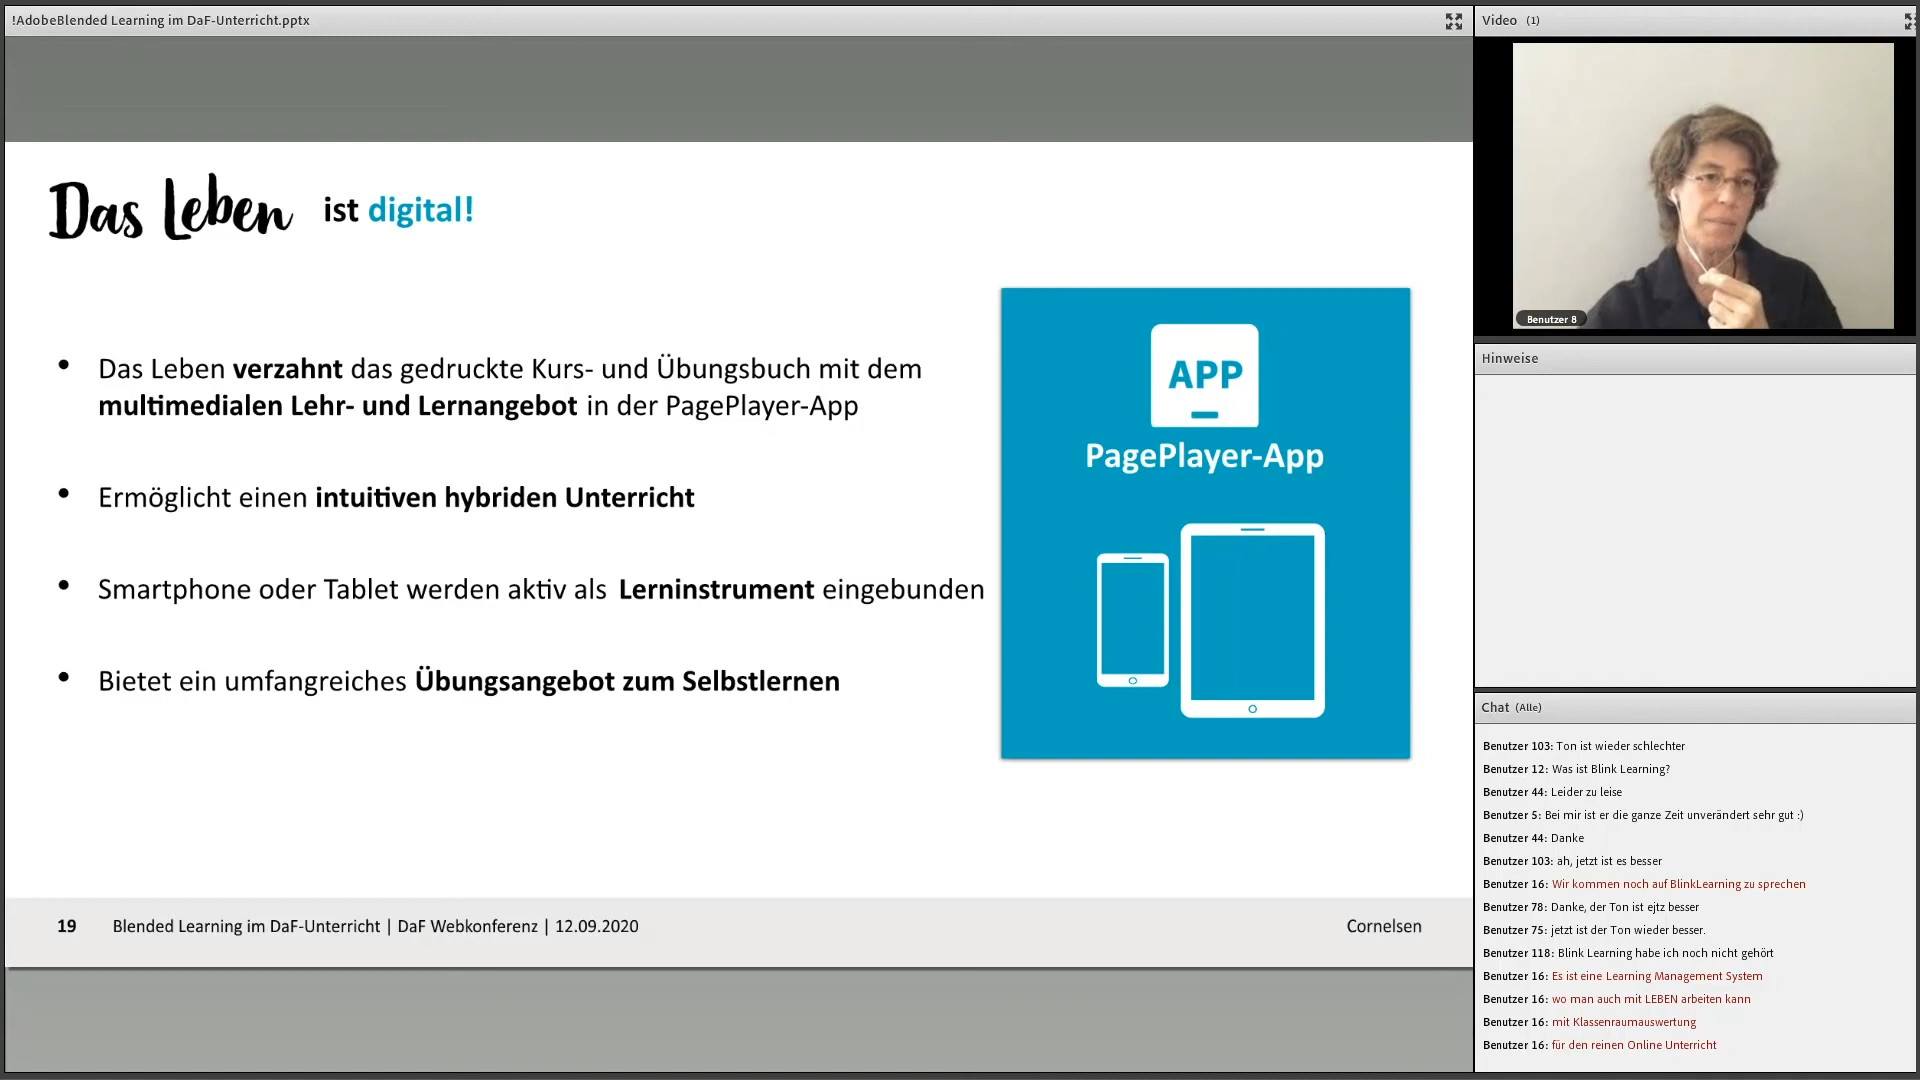 !AdobeBlended Learning im DaF-Unterricht.pptx
Das Leben ist digital!
• Das Leben verzahnt das gedruckte Kurs- und Übungsbuch mit dem
multimedialen Lehr- und Lernangebot in der PagePlayer-App
• Ermöglicht einen intuitiven hybriden Unterricht
• Smartphone oder Tablet werden aktiv als Lerninstrument eingebunden
• Bietet ein umfangreiches Übungsangebot zum Selbstlernen
APP
PagePlayer-App
19 Blended Learning im DaF-Unterricht | DaF Webkonferenz | 12.09.2020 Cornelsen
Video (1)
Benutzer 8
Hinweise
Chat (Alle)
Benutzer 103: Ton ist wieder schlechter
Benutzer 12: Was ist Blink Learning?
Benutzer 44: Leider zu leise
Benutzer 5: Bei mir ist er die ganze Zeit unverändert sehr gut :)
Benutzer 44: Danke
Benutzer 103: ah, jetzt ist es besser
Benutzer 16: Wir kommen noch auf BlinkLearning zu sprechen
Benutzer 78: Danke, der Ton ist ejtz besser
Benutzer 75: jetzt ist der Ton wieder besser.
Benutzer 118: Blink Learning habe ich noch nicht gehört
Benutzer 16: Es ist eine Learning Management System
Benutzer 16: wo man auch mit LEBEN arbeiten kann
Benutzer 16: mit Klassenraumauswertung
Benutzer 16: für den reinen Online Unterricht